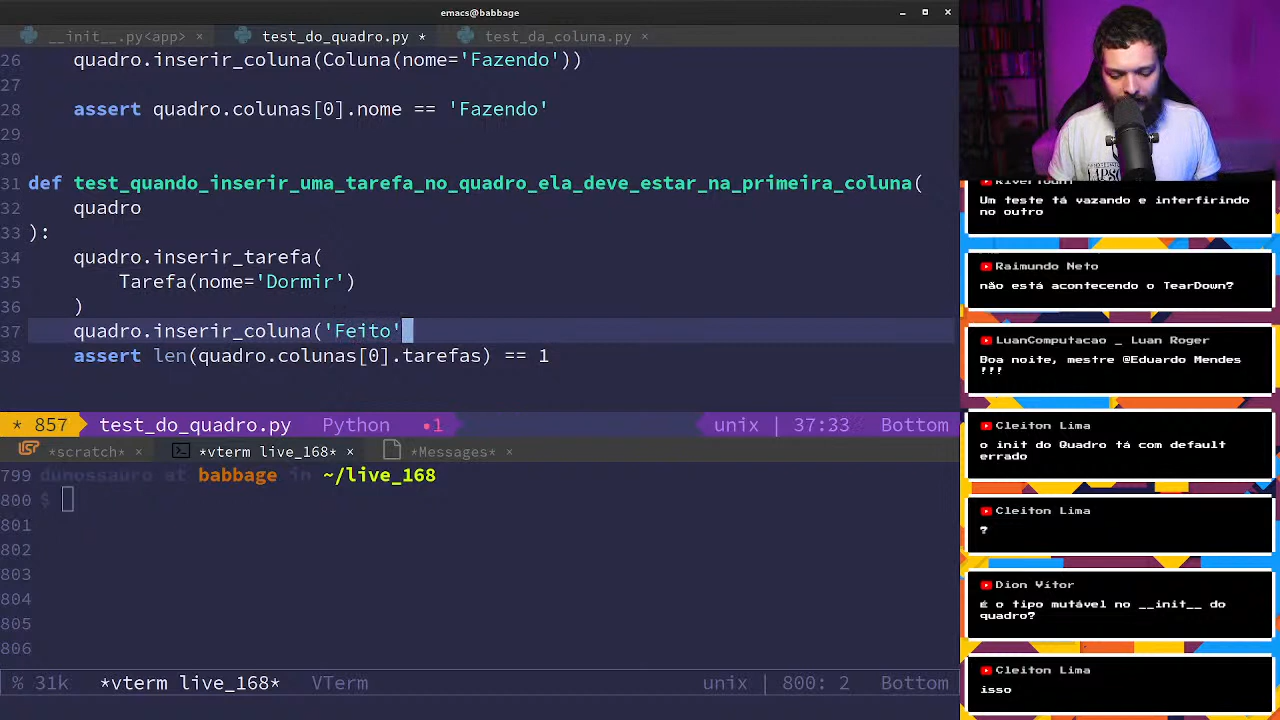 emacs@babbage
__init__.py<app> × test_do_quadro.py * test_da_coluna.py ×
26 quadro.inserir_coluna(Coluna(nome='Fazendo'))
27
28 assert quadro.colunas[0].nome == 'Fazendo'
29
30
31 def test_quando_inserir_uma_tarefa_no_quadro_ela_deve_estar_na_primeira_coluna(
32 quadro
33 ):
34 quadro.inserir_tarefa(
35 Tarefa(nome='Dormir')
36 )
37 quadro.inserir_coluna('Feito'
38 assert len(quadro.colunas[0].tarefas) == 1
* 857 test_do_quadro.py Python •1 unix | 37:33 Bottom
*scratch* × *vterm live_168* × *Messages* ×
799 dunossauro at babbage in ~/live_168
800 $
801
802
803
804
805
806
% 31k *vterm live_168* VTerm unix | 800: 2 Bottom
Um teste tá vazando e interfirindo
no outro
Raimundo Neto
não está acontecendo o TearDown?
LuanComputacao _ Luan Roger
Boa noite, mestre @Eduardo Mendes
!!!
Cleiton Lima
o init do Quadro tá com default
errado
Cleiton Lima
?
Dion Vítor
É o tipo mutável no __init__ do
quadro?
Cleiton Lima
isso